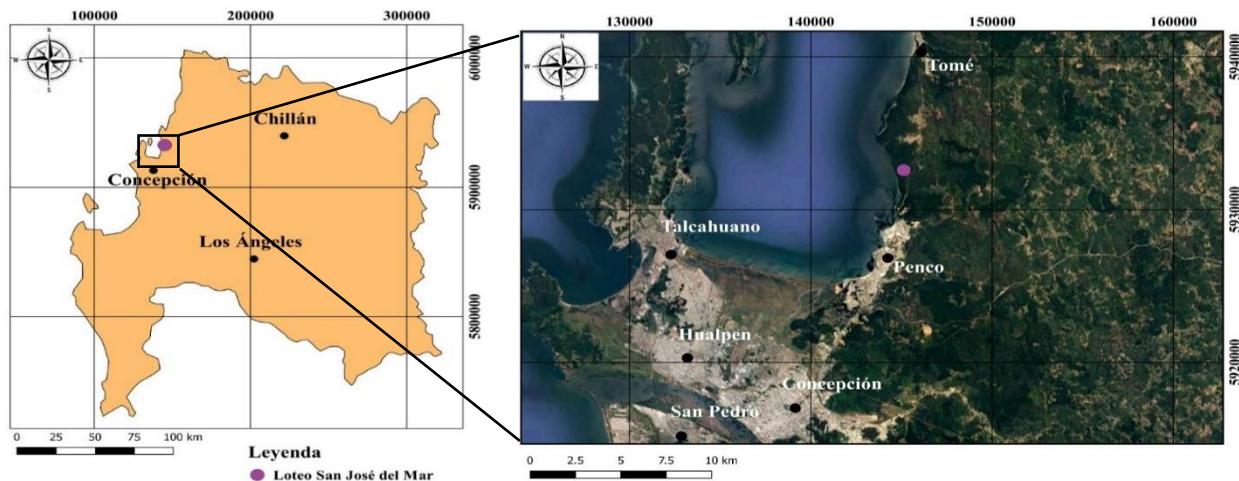 100000 200000 300000
N
W E
S
6000000
Chillán
Concepción
5900000
Los Ángeles
5800000
0 25 50 75 100 km
Leyenda
Loteo San José del Mar
130000 140000 150000 160000
N
W E
S
Tomé
5940000
5930000
Talcahuano
Penco
Hualpen
5920000
Concepción
San Pedro
0 2.5 5 7.5 10 km